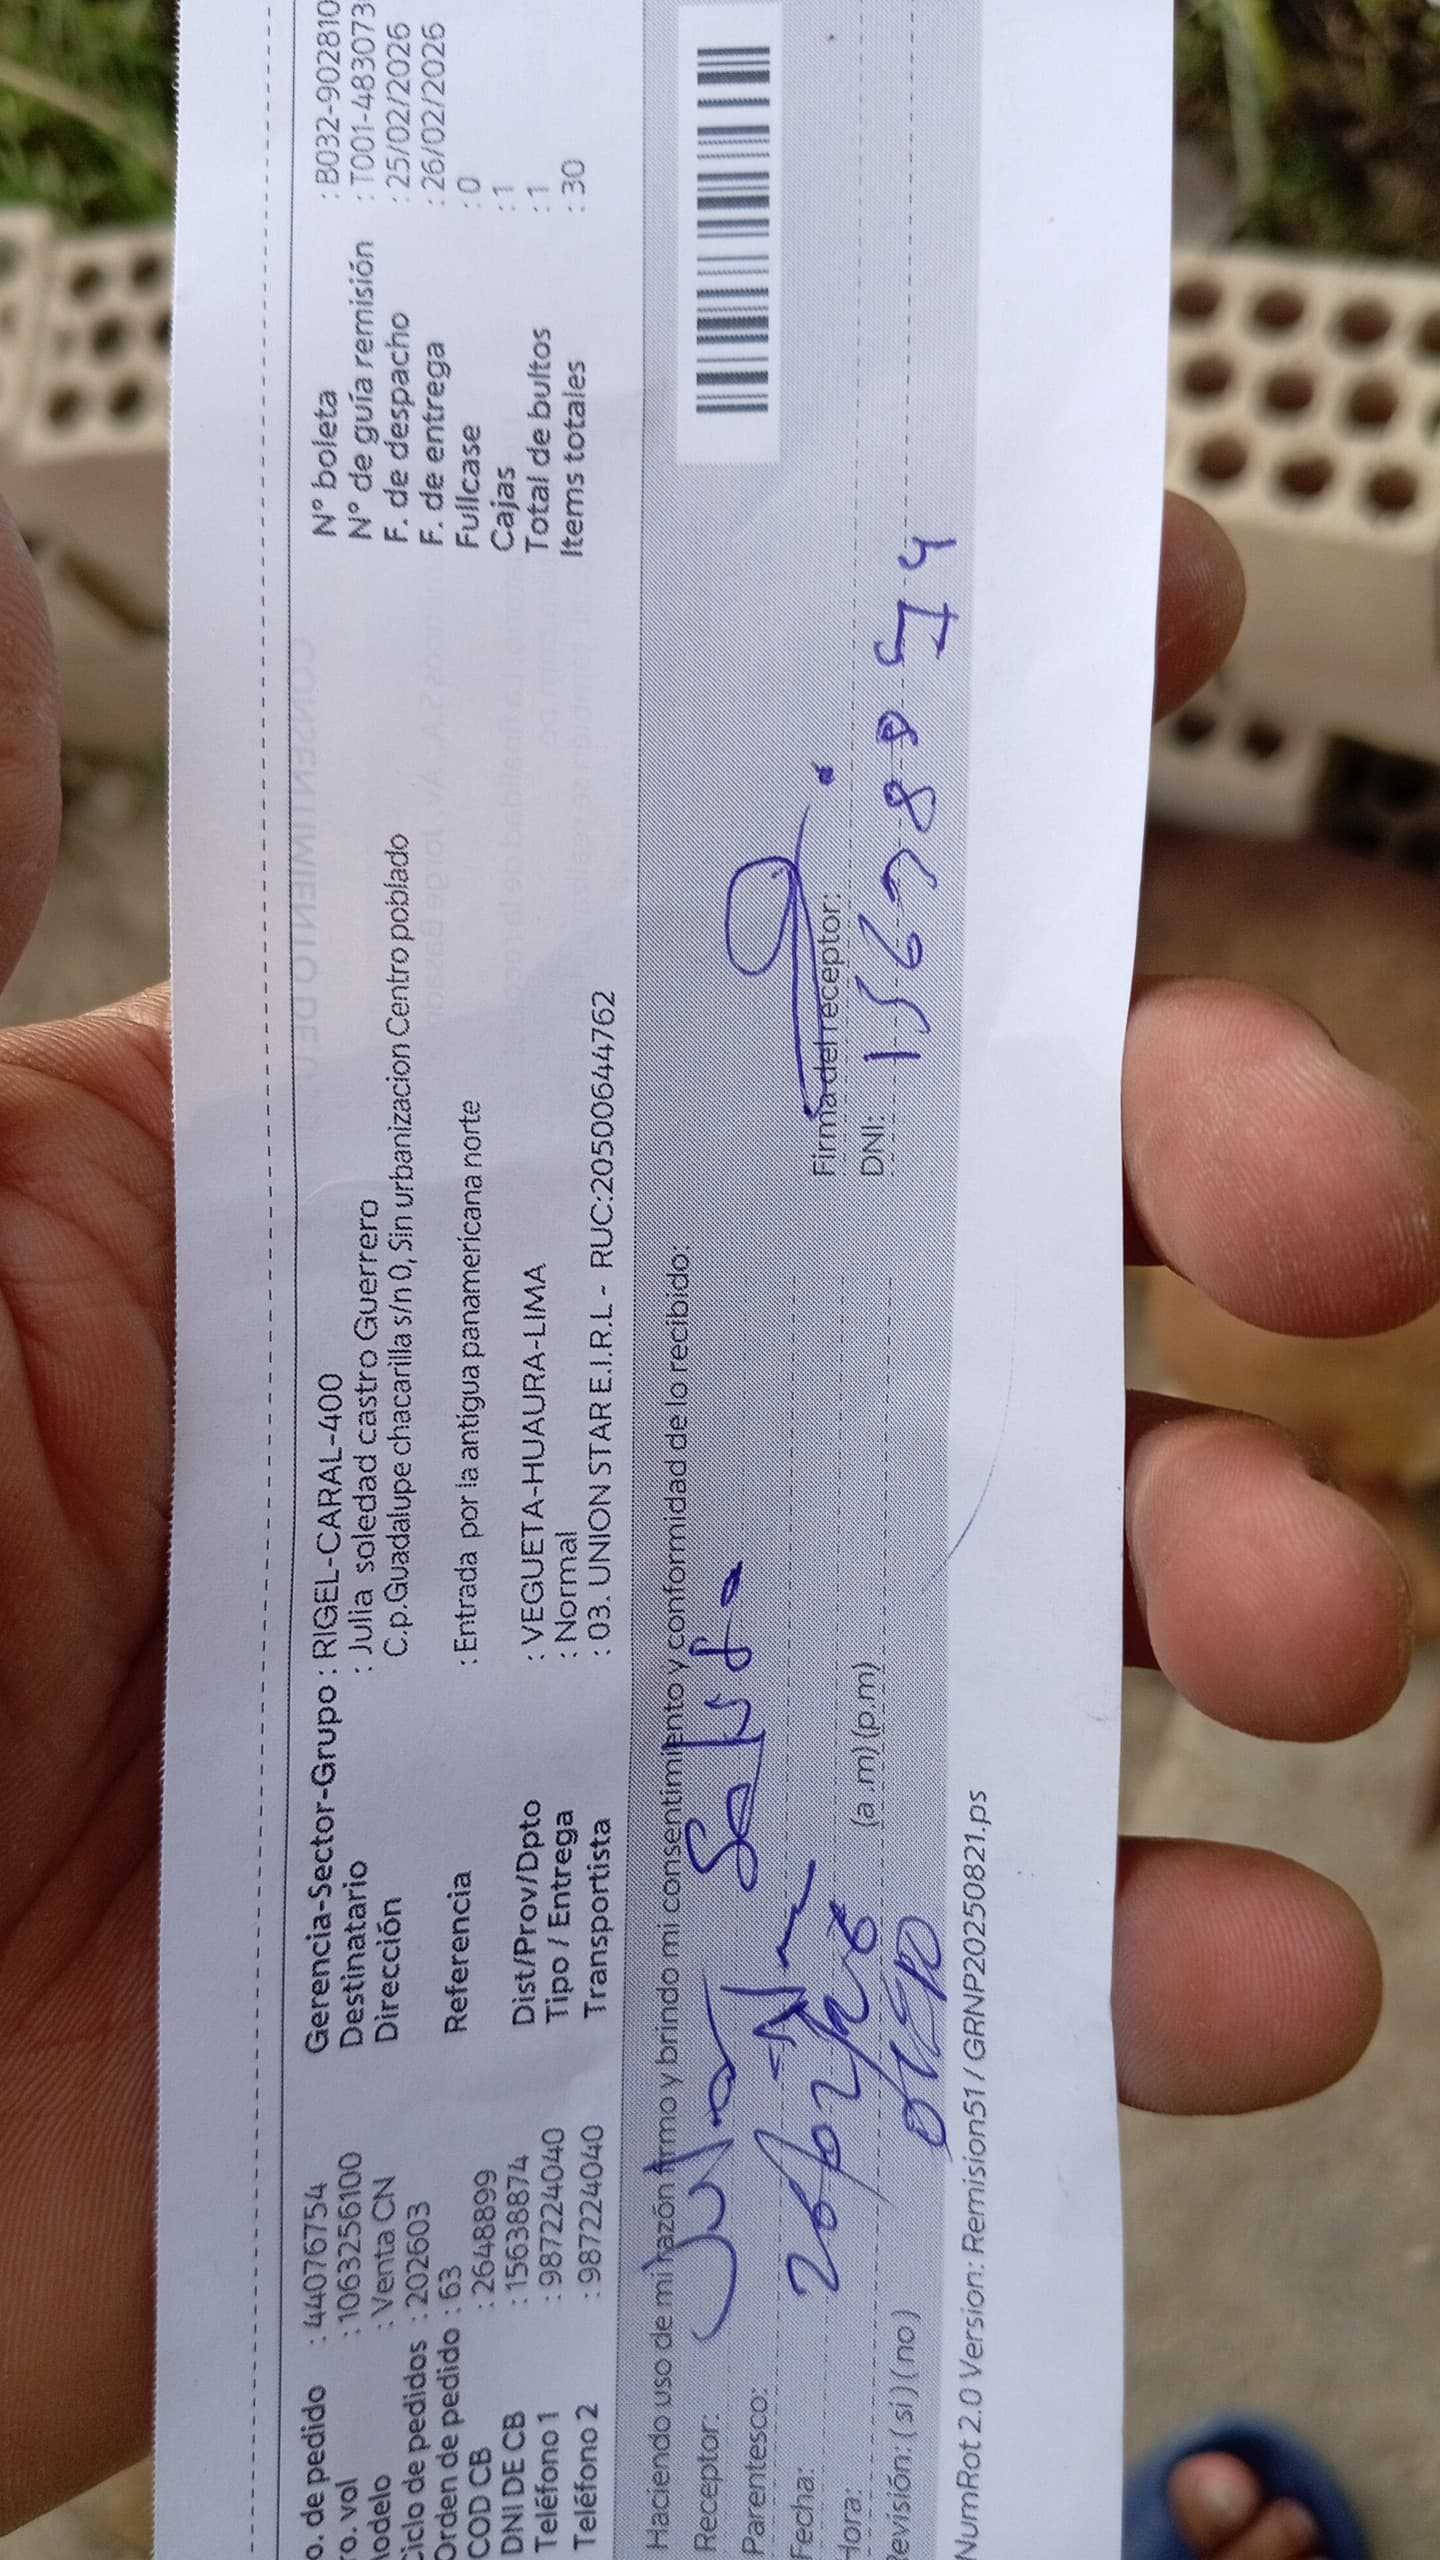 o. de pedido : 44076754 Gerencia-Sector-Grupo : RIGEL-CARAL-400 Nº boleta : B032-902810
ro. vol : 1063256100 Destinatario : Julia soledad castro Guerrero Nº de guía remisión : T001-483073
odelo : Venta CN Dirección C.p.Guadalupe chacarilla s/n 0, Sin urbanizacion Centro poblado F. de despacho : 25/02/2026
Ciclo de pedidos : 202603 F. de entrega : 26/02/2026
Orden de pedido : 63 Referencia : Entrada por la antigua panamericana norte Fullcase : 0
COD CB : 2648899 Cajas : 1
DNI DE CB : 15638874 Dist/Prov/Dpto : VEGUETA-HUAURA-LIMA Total de bultos : 1
Teléfono 1 : 987224040 Tipo / Entrega : Normal Items totales : 30
Teléfono 2 : 987224040 Transportista : 03. UNION STAR E.I.R.L - RUC:20500644762
Haciendo uso de mi razón firmo y brindo mi consentimiento y conformidad de lo recibido.
Receptor:
Parentesco:
Fecha: 26/02/26 Firma del receptor:
Hora: (a.m) (p.m) DNI:
Revisión: (si) (no)
NumRot 2.0 Version: Remision51 / GRNP20250821.ps